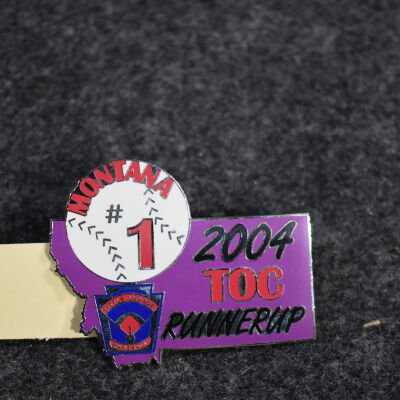 MONTANA
# 1
2004
TOC
RUNNERUP